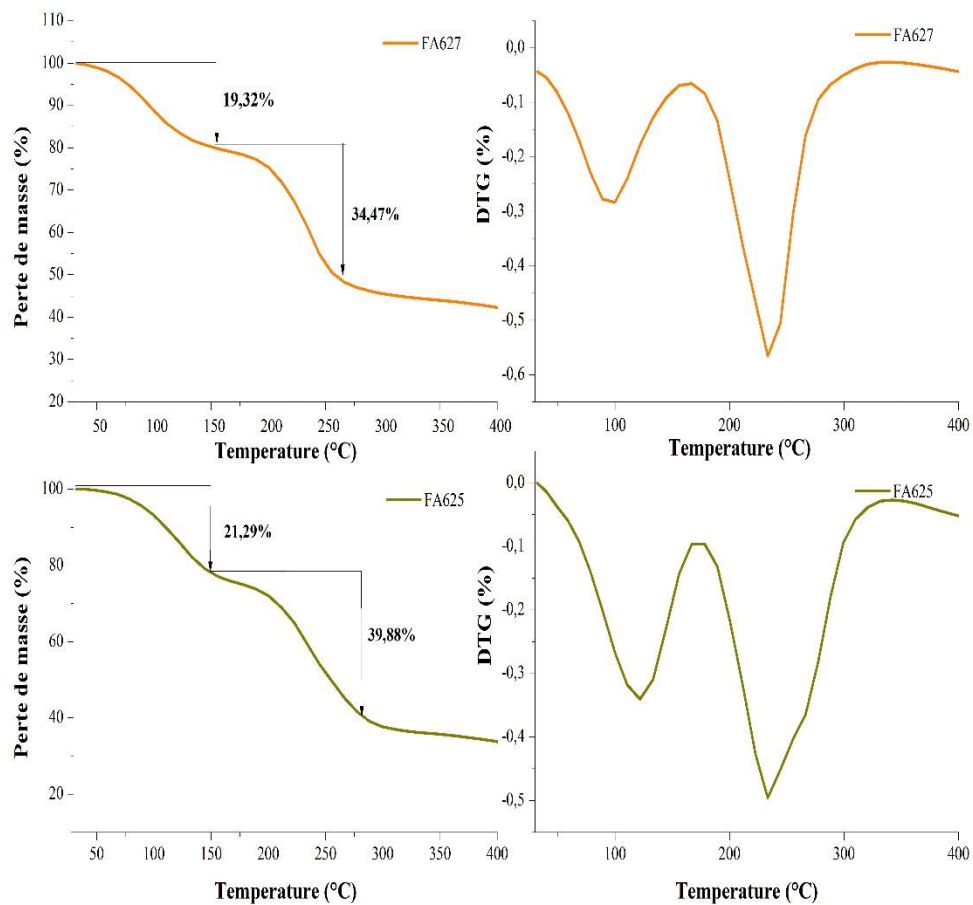 110
100
90
80
70
60
50
40
30
20
Perte de masse (%)
FA627
19,32%
34,47%
50 100 150 200 250 300 350 400
Temperature (°C)
0,0
-0,1
-0,2
-0,3
-0,4
-0,5
-0,6
DTG (%)
FA627
100 200 300 400
Temperature (°C)
100
80
60
40
20
Perte de masse (%)
FA625
21,29%
39,88%
50 100 150 200 250 300 350 400
Temperature (°C)
0,0
-0,1
-0,2
-0,3
-0,4
-0,5
DTG (%)
FA625
100 200 300 400
Temperature (°C)